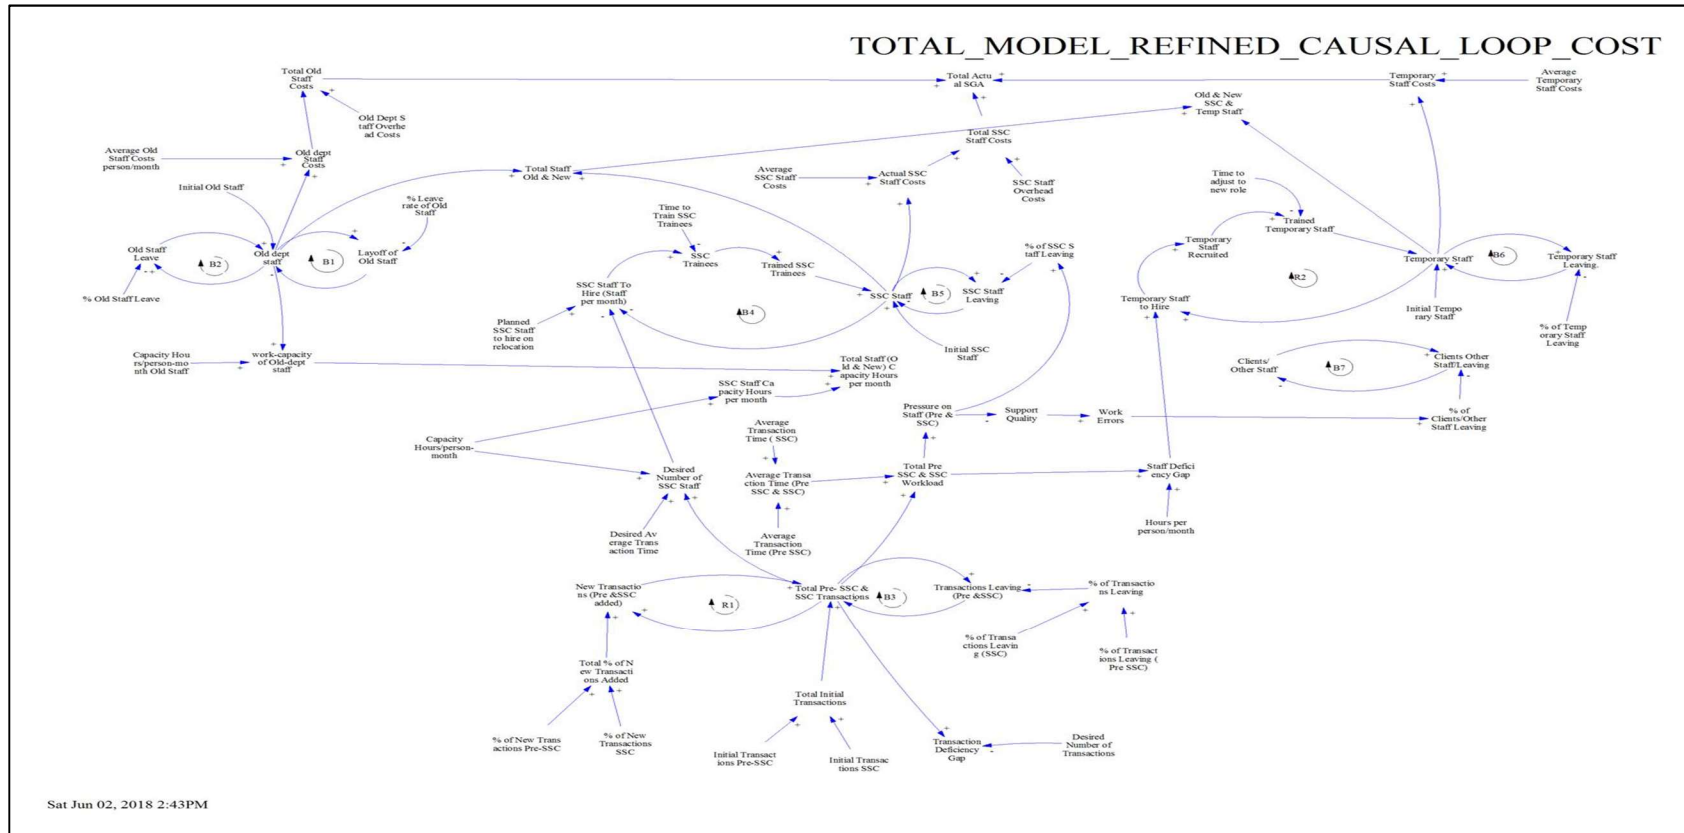 TOTAL_MODEL_REFINED_CAUSAL_LOOP_COST
Total Old
Staff
Costs
Total Actu
al SGA
Temporary
Staff Costs
Average
Temporary
Staff Costs
Old & New
SSC &
Temp Staff
Old Dept S
taff Overhe
ad Costs
Total SSC
Staff Costs
Average Old
Staff Costs
person/month
Old dept
Staff
Costs
Total Staff
Old & New
Average
SSC Staff
Costs
Actual SSC
Staff Costs
SSC Staff
Overhead
Costs
Time to
adjust to
new role
Initial Old Staff
% Leave
rate of Old
Staff
Time to
Train SSC
Trainees
Trained
Temporary Staff
Old Staff
Leave
B2
Old dept
staff
B1
Layoff of
Old Staff
SSC
Trainees
Trained SSC
Trainees
% of SSC S
taff Leaving
Temporary
Staff
Recruited
Temporary Staff
B6
Temporary Staff
Leaving.
% Old Staff Leave
SSC Staff To
Hire (Staff
per month)
B4
SSC Staff
B5
SSC Staff
Leaving
R2
Temporary Staff
to Hire
Initial Tempo
rary Staff
% of Temp
orary Staff
Leaving
Planned
SSC Staff
to hire on
relocation
Initial SSC
Staff
Capacity Hou
rs/person-mo
nth Old Staff
work-capacity
of Old-dept
staff
Total Staff (O
ld & New) C
apacity Hours
per month
Clients/
Other Staff
B7
Clients Other
Staff/Leaving
SSC Staff Ca
pacity Hours
per month
Pressure on
Staff (Pre &
SSC)
Support
Quality
Work
Errors
% of
Clients/Other
Staff Leaving
Capacity
Hours/person-
month
Average
Transaction
Time ( SSC)
Desired
Number of
SSC Staff
Average Transa
ction Time (Pre
SSC & SSC)
Total Pre
SSC & SSC
Workload
Staff Defici
ency Gap
Desired Av
erage Trans
action Time
Average
Transaction
Time (Pre SSC)
Hours per
person/month
New Transactio
ns (Pre &SSC
added)
R1
Total Pre- SSC &
SSC Transactions
B3
Transactions Leaving
(Pre &SSC)
% of Transactio
ns Leaving
% of Transa
ctions Leavin
g (SSC)
% of Transact
ions Leaving (
Pre SSC)
Total % of N
ew Transacti
ons Added
Total Initial
Transactions
% of New Trans
actions Pre-SSC
% of New
Transactions
SSC
Initial Transact
ions Pre-SSC
Initial Transac
tions SSC
Transaction
Deficiency
Gap
Desired
Number of
Transactions
Sat Jun 02, 2018 2:43PM